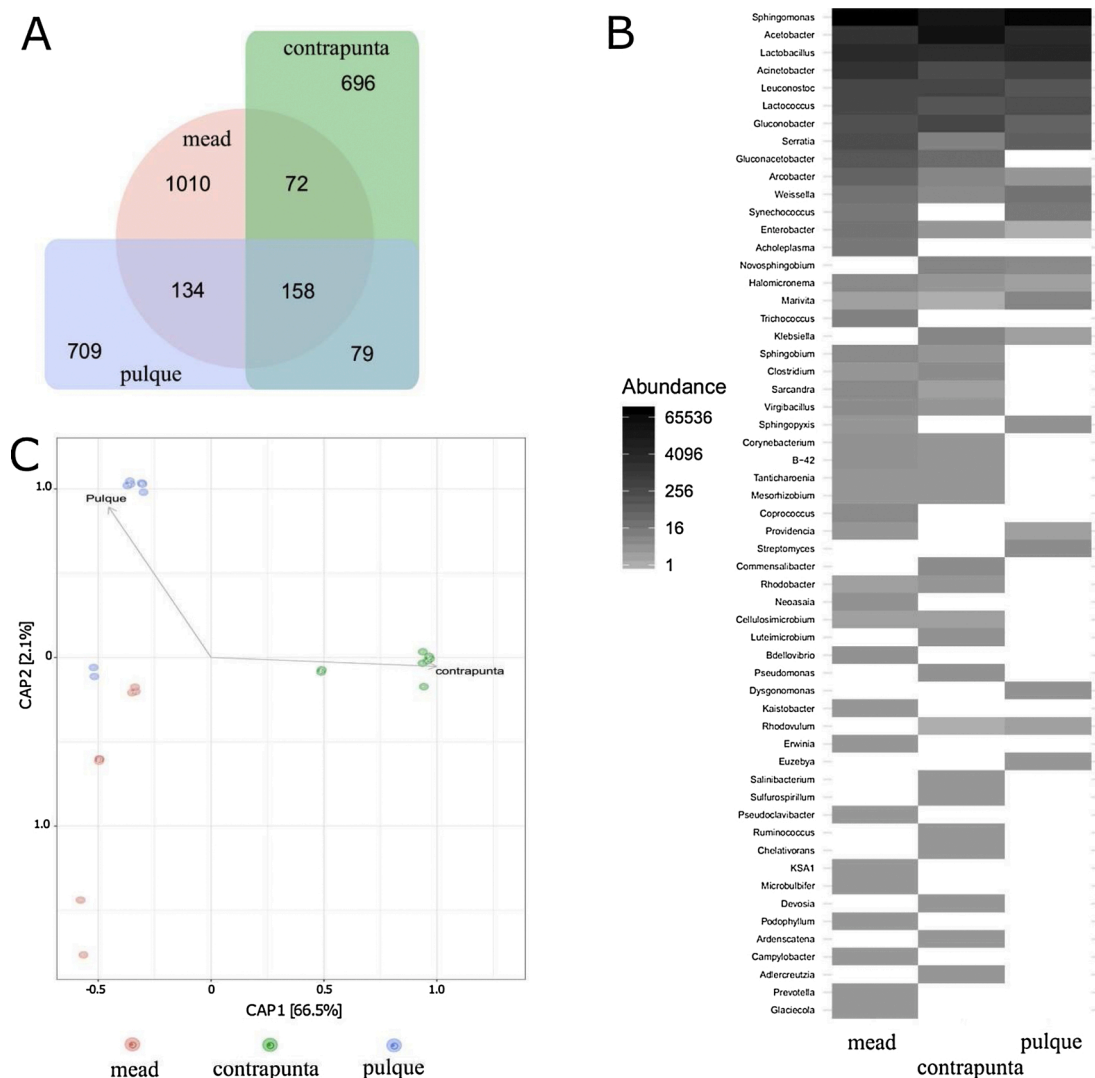 A
contrapunta
696
mead
1010
72
134
158
709
79
pulque
B
Sphingomonas
Acetobacter
Lactobacillus
Acinetobacter
Leuconostoc
Lactococcus
Gluconobacter
Serratia
Gluconacetobacter
Arcobacter
Weissella
Synechococcus
Enterobacter
Acholeplasma
Novosphingobium
Halomicronema
Marivita
Trichococcus
Klebsiella
Sphingobium
Clostridium
Sarcandra
Virgibacillus
Sphingopyxis
Corynebacterium
B-42
Tanticharoenia
Mesorhizobium
Coprococcus
Providencia
Streptomyces
Commensalibacter
Rhodobacter
Neoasaia
Cellulosimicrobium
Luteimicrobium
Bdellovibrio
Pseudomonas
Dysgonomonas
Kaistobacter
Rhodovulum
Erwinia
Euzebya
Salinibacterium
Sulfurospirillum
Pseudoclavibacter
Ruminococcus
Chelativorans
KSA1
Microbulbifer
Devosia
Podophyllum
Ardenscatena
Campylobacter
Adlercreutzia
Prevotella
Glaciecola
mead
contrapunta
pulque
Abundance
65536
4096
256
16
1
C
1.0
0
1.0
CAP2 [2.1%]
Pulque
contrapunta
-0.5
0
0.5
1.0
CAP1 [66.5%]
mead
contrapunta
pulque